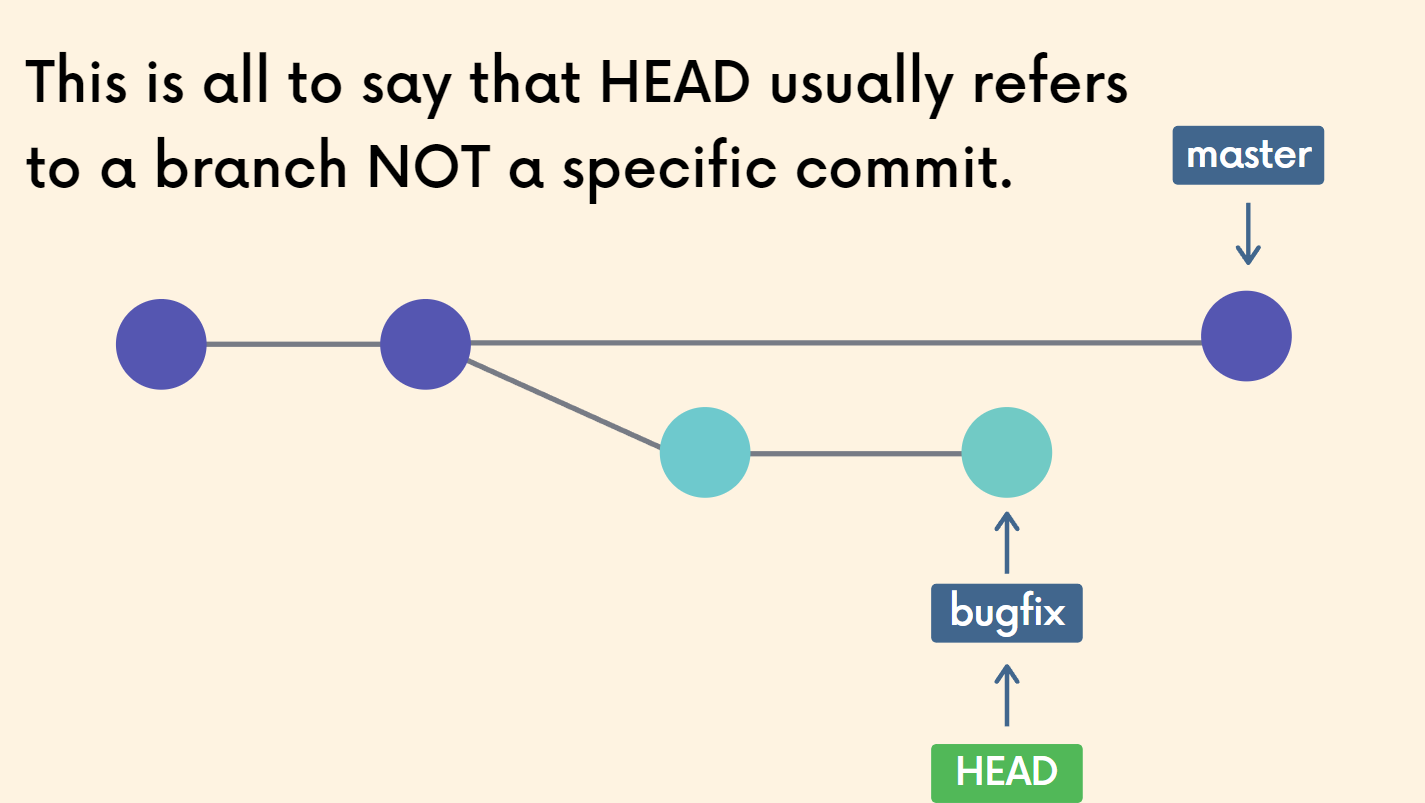 This is all to say that HEAD usually refers
to a branch NOT a specific commit.
master
bugfix
HEAD